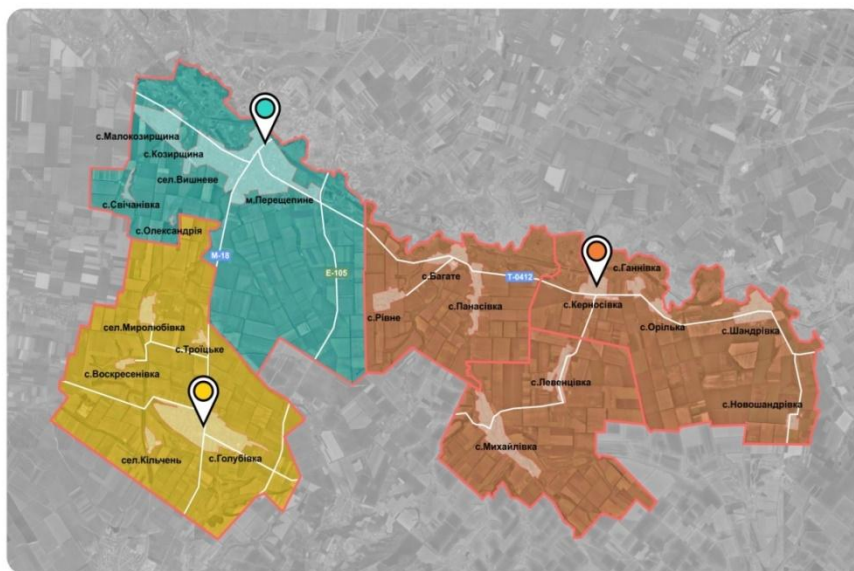 с.Малокозирщина
с.Козирщина
сел.Вишневе
с.Свічанівка
м.Перещепине
с.Олександрія
М-18
Е-105
с.Багате
Т-0412
с.Ганнівка
с.Панасівка
с.Керносівка
с.Рівне
с.Орілька
с.Шандрівка
сел.Миролюбівка
с.Троїцьке
с.Воскресенівка
с.Левенцівка
с.Новошандрівка
с.Михайлівка
сел.Кільчень
с.Голубівка